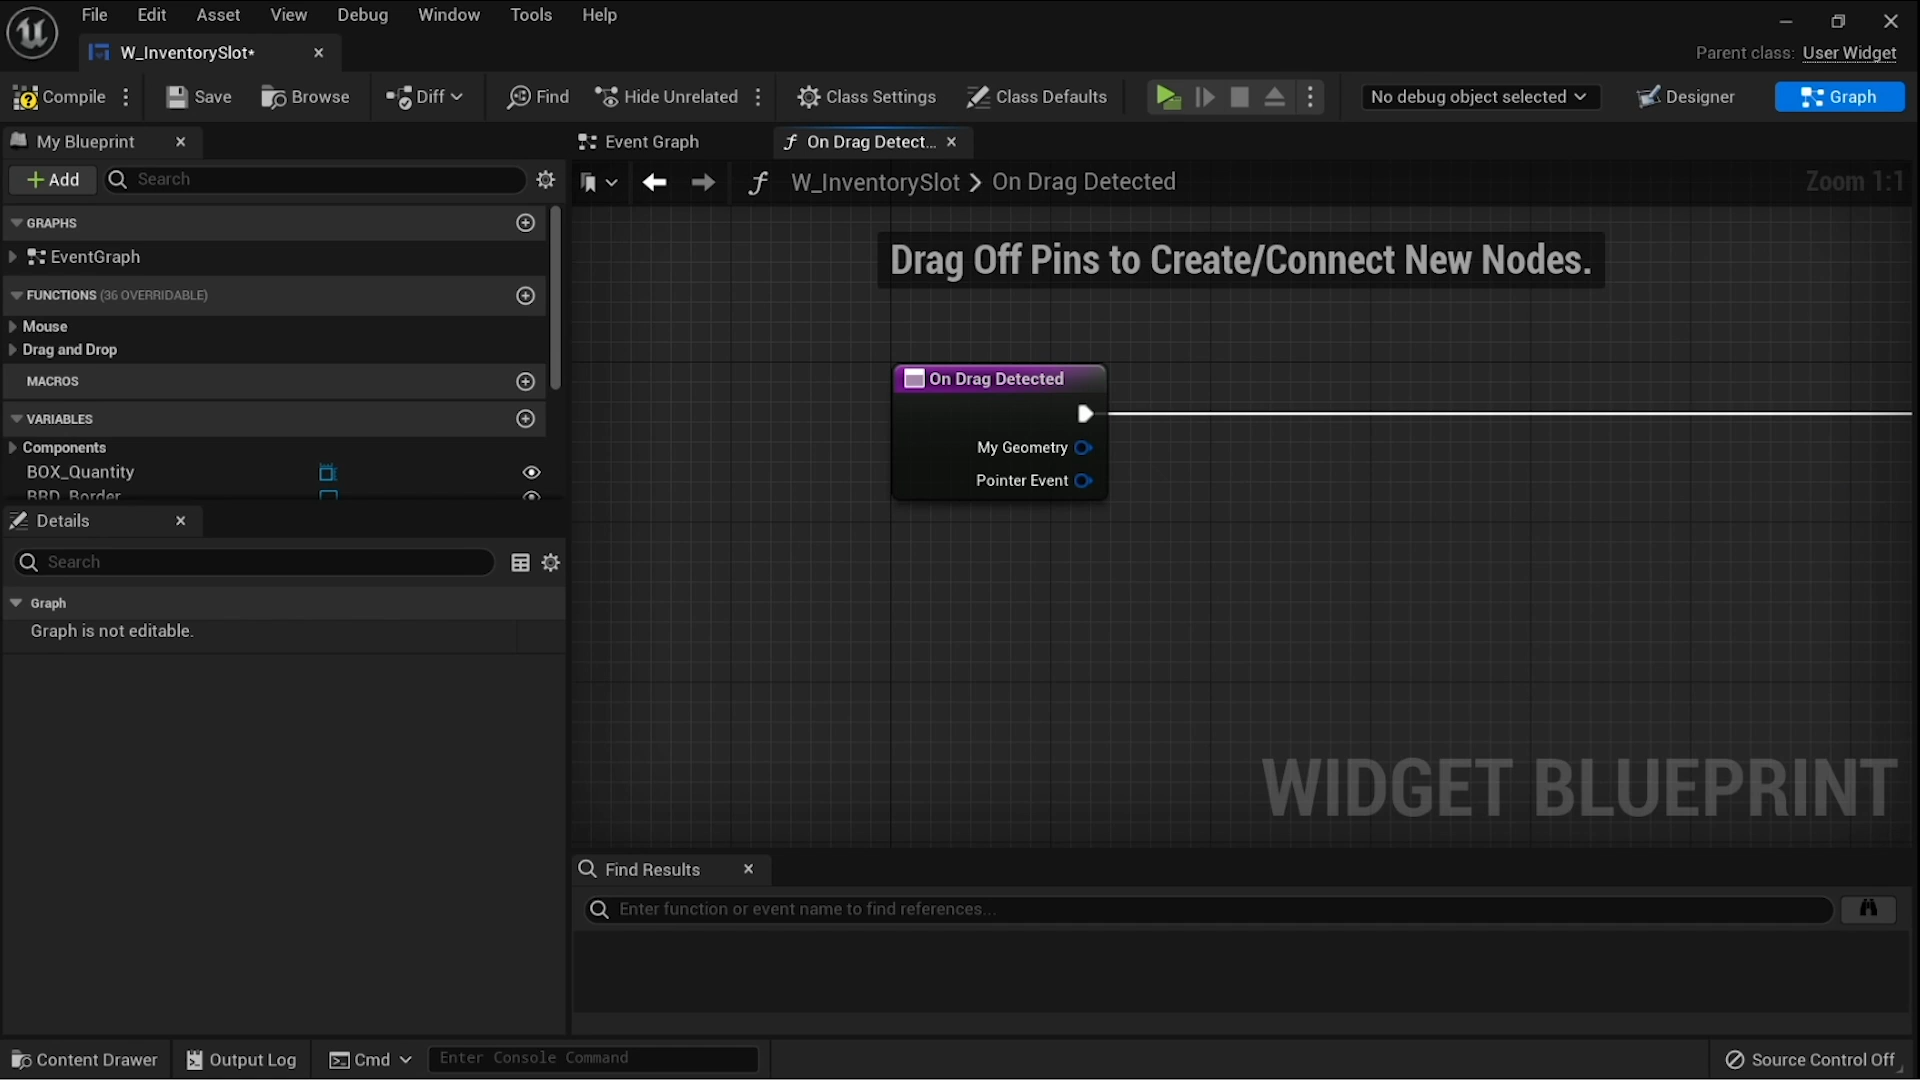 File Edit Asset View Debug Window Tools Help
W_InventorySlot*
Parent class: User Widget
Compile Save Browse Diff Find Hide Unrelated Class Settings Class Defaults No debug object selected Designer Graph
My Blueprint
Event Graph
On Drag Detect...
Add
Search
W_InventorySlot > On Drag Detected
Zoom 1:1
GRAPHS
EventGraph
FUNCTIONS (36 OVERRIDABLE)
Mouse
Drag and Drop
MACROS
VARIABLES
Components
BOX_Quantity
BRD_Border
Drag Off Pins to Create/Connect New Nodes.
On Drag Detected
My Geometry
Pointer Event
WIDGET BLUEPRINT
Details
Search
Graph
Graph is not editable.
Find Results
Enter function or event name to find references...
Content Drawer Output Log Cmd Enter Console Command Source Control Off